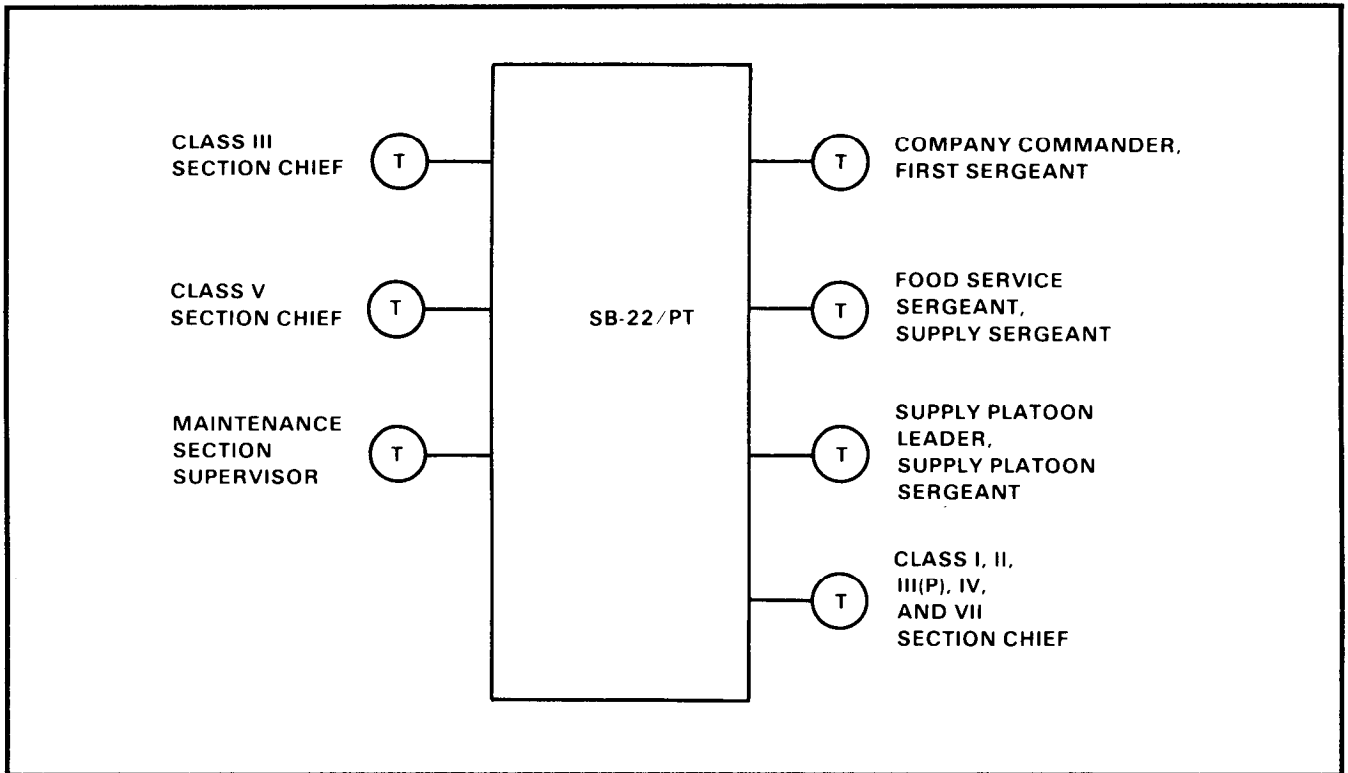 CLASS III
SECTION CHIEF
T
CLASS V
SECTION CHIEF
T
MAINTENANCE
SECTION
SUPERVISOR
T
SB-22/PT
T
COMPANY COMMANDER,
FIRST SERGEANT
T
FOOD SERVICE
SERGEANT,
SUPPLY SERGEANT
T
SUPPLY PLATOON
LEADER,
SUPPLY PLATOON
SERGEANT
T
CLASS I, II,
III(P), IV,
AND VII
SECTION CHIEF